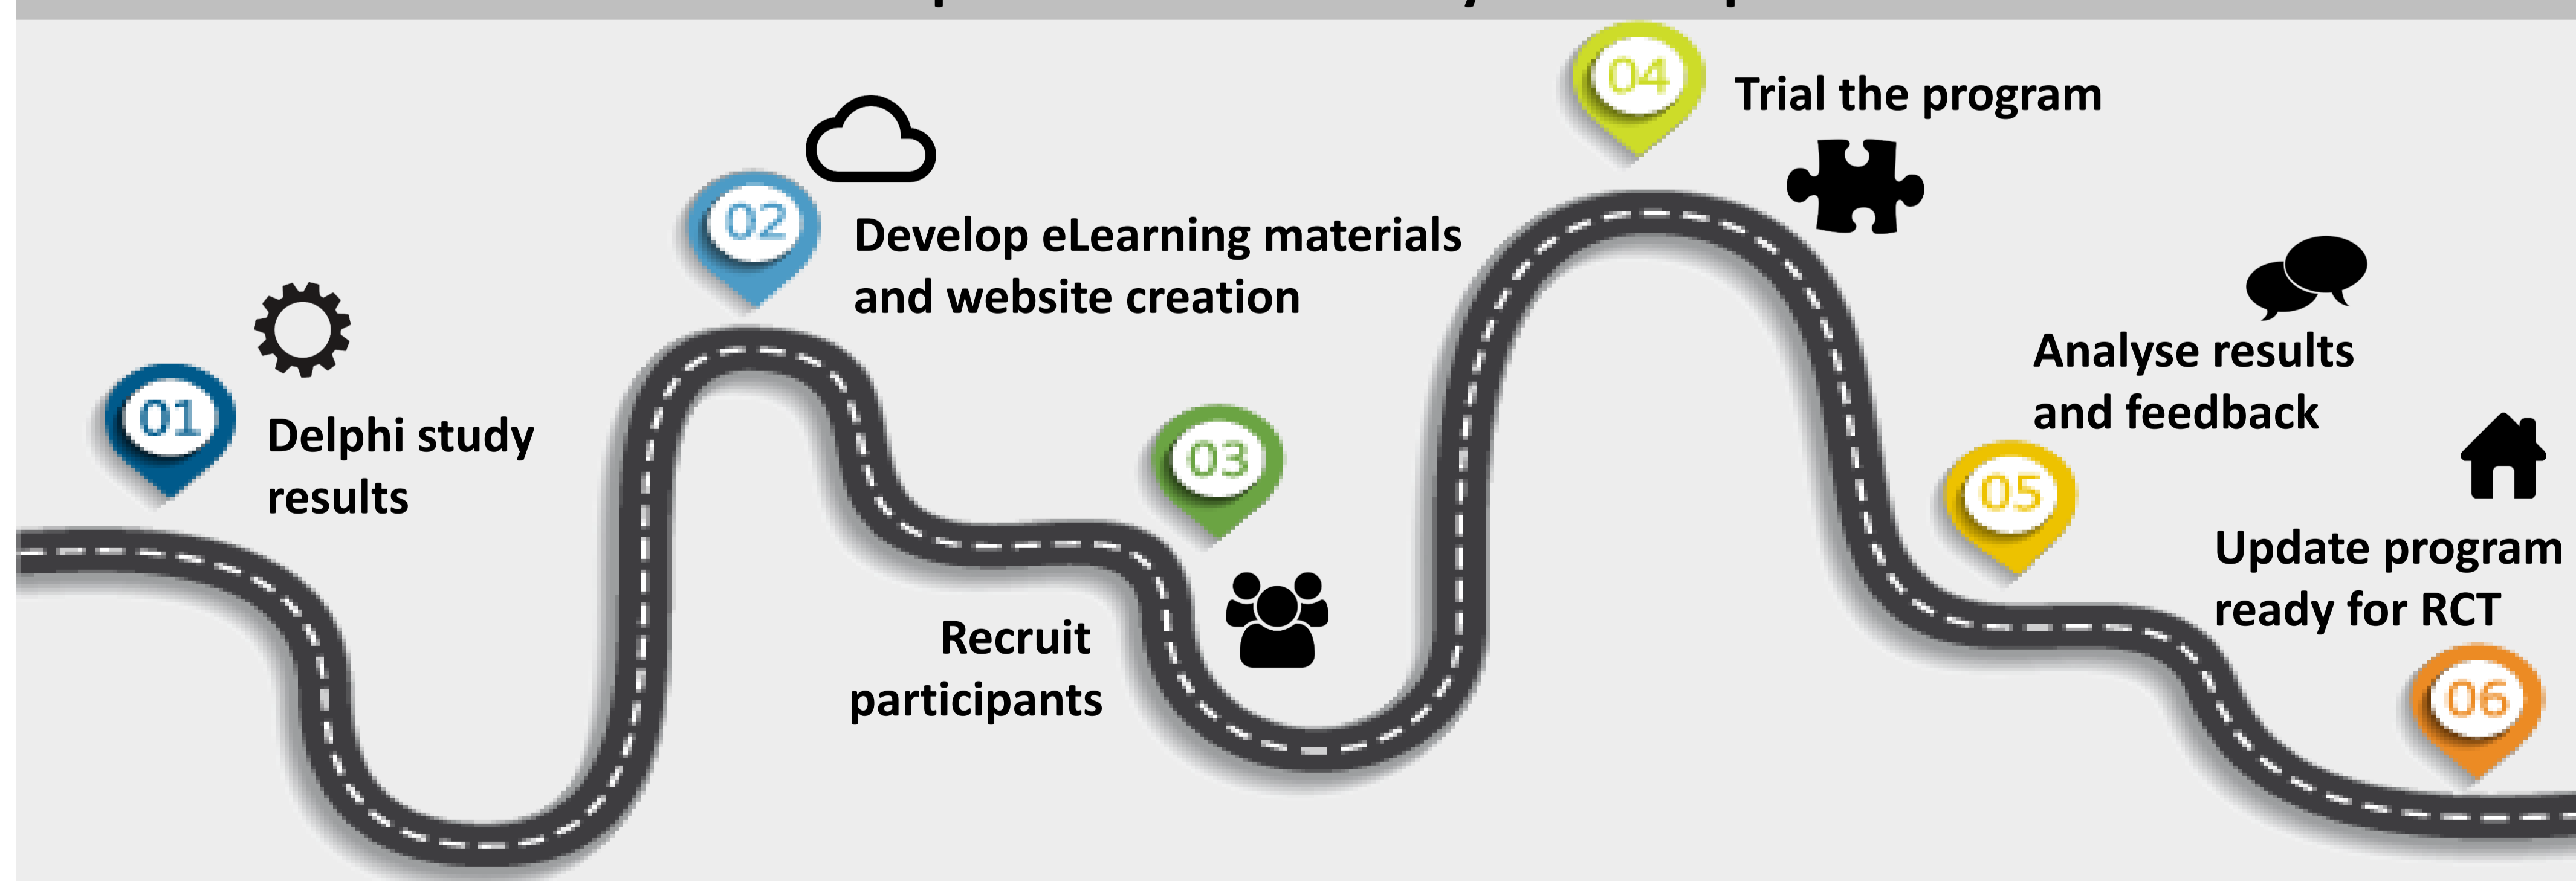 01
Delphi study
results
02
Develop eLearning materials
and website creation
03
Recruit
participants
04
Trial the program
05
Analyse results
and feedback
06
Update program
ready for RCT